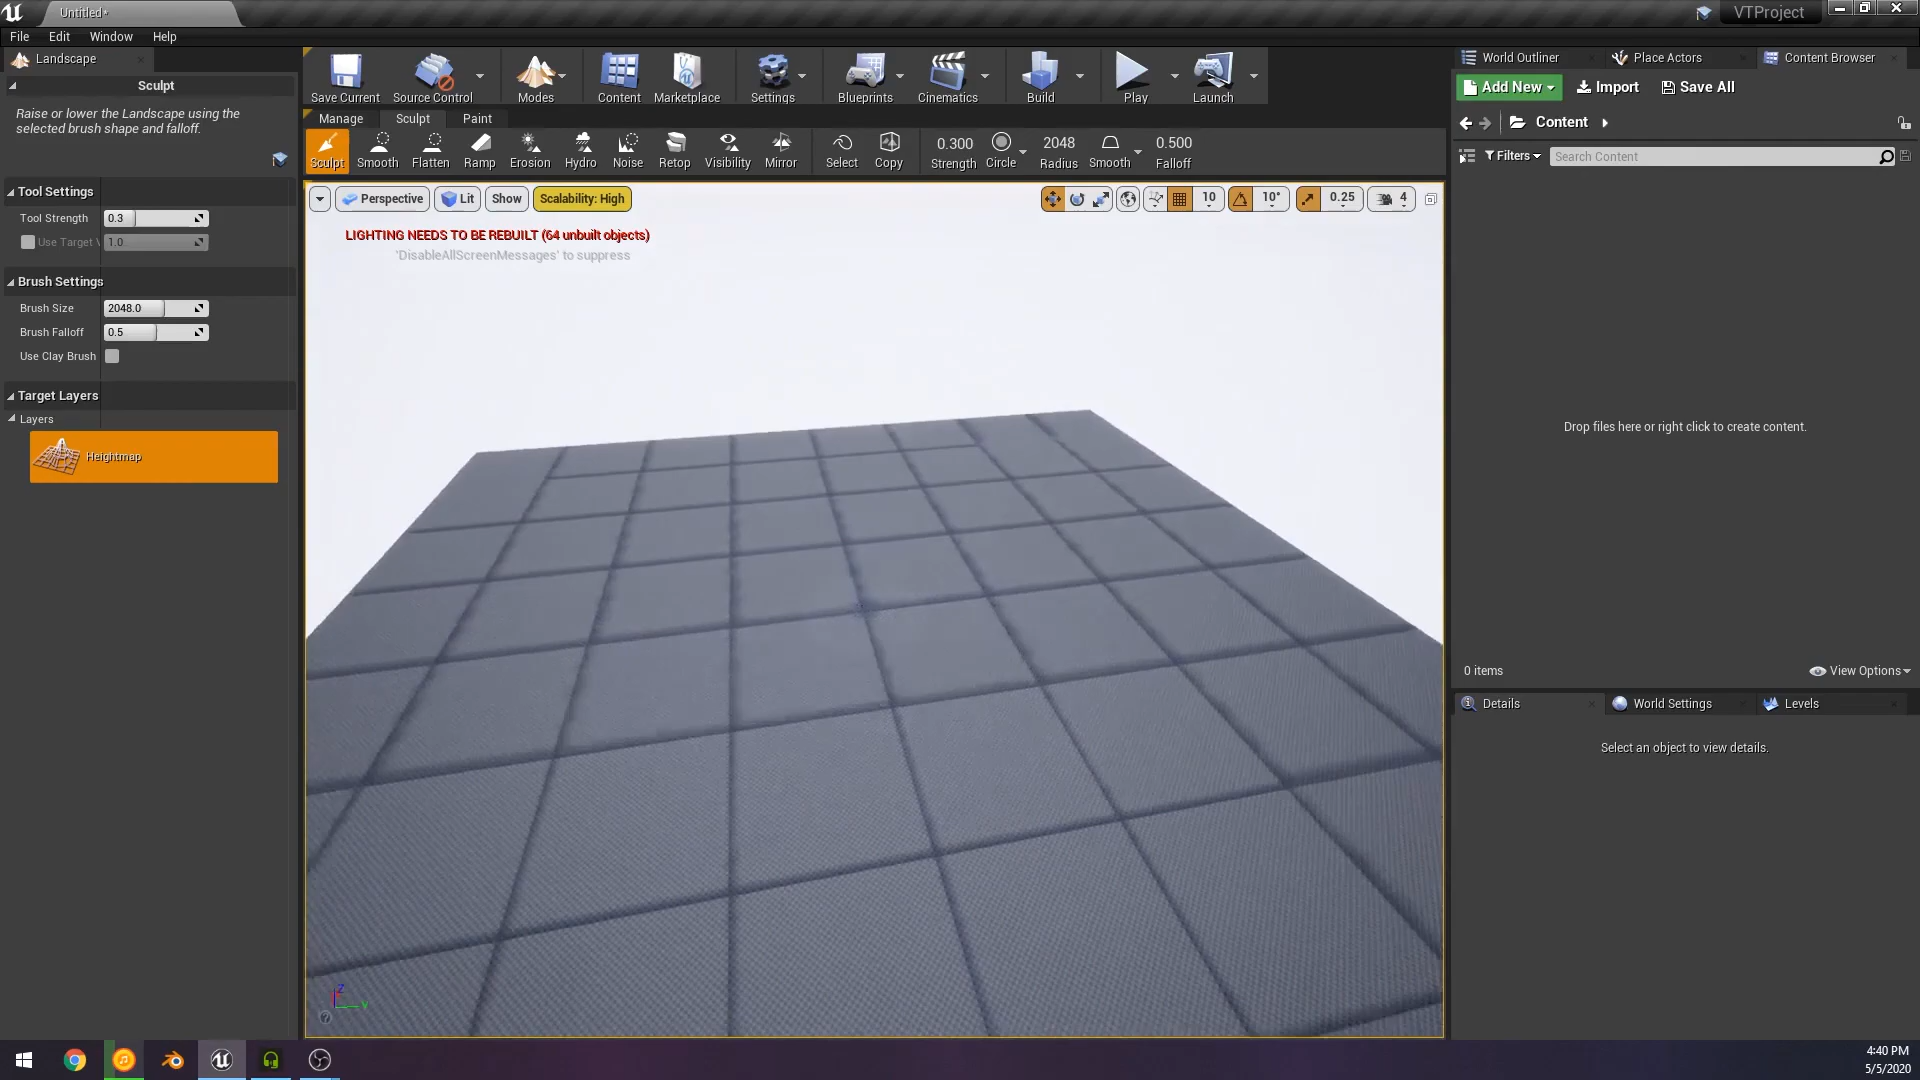 Untitled*
VTProject
File Edit Window Help
Landscape
Sculpt
Raise or lower the Landscape using the
selected brush shape and falloff.
Tool Settings
Tool Strength 0.3
Use Target V 1.0
Brush Settings
Brush Size 2048.0
Brush Falloff 0.5
Use Clay Brush
Target Layers
Layers
Heightmap
Save Current Source Control Modes Content Marketplace Settings Blueprints Cinematics Build Play Launch
Manage Sculpt Paint
Sculpt Smooth Flatten Ramp Erosion Hydro Noise Retop Visibility Mirror Select Copy
0.300 2048 0.500
Strength Circle Radius Smooth Falloff
Perspective Lit Show Scalability: High
10 10° 0.25 4
LIGHTING NEEDS TO BE REBUILT (64 unbuilt objects)
'DisableAllScreenMessages' to suppress
Z
Y
World Outliner Place Actors Content Browser
Add New Import Save All
Content
Filters Search Content
Drop files here or right click to create content.
0 items View Options
Details World Settings Levels
Select an object to view details.
4:40 PM
5/5/2020